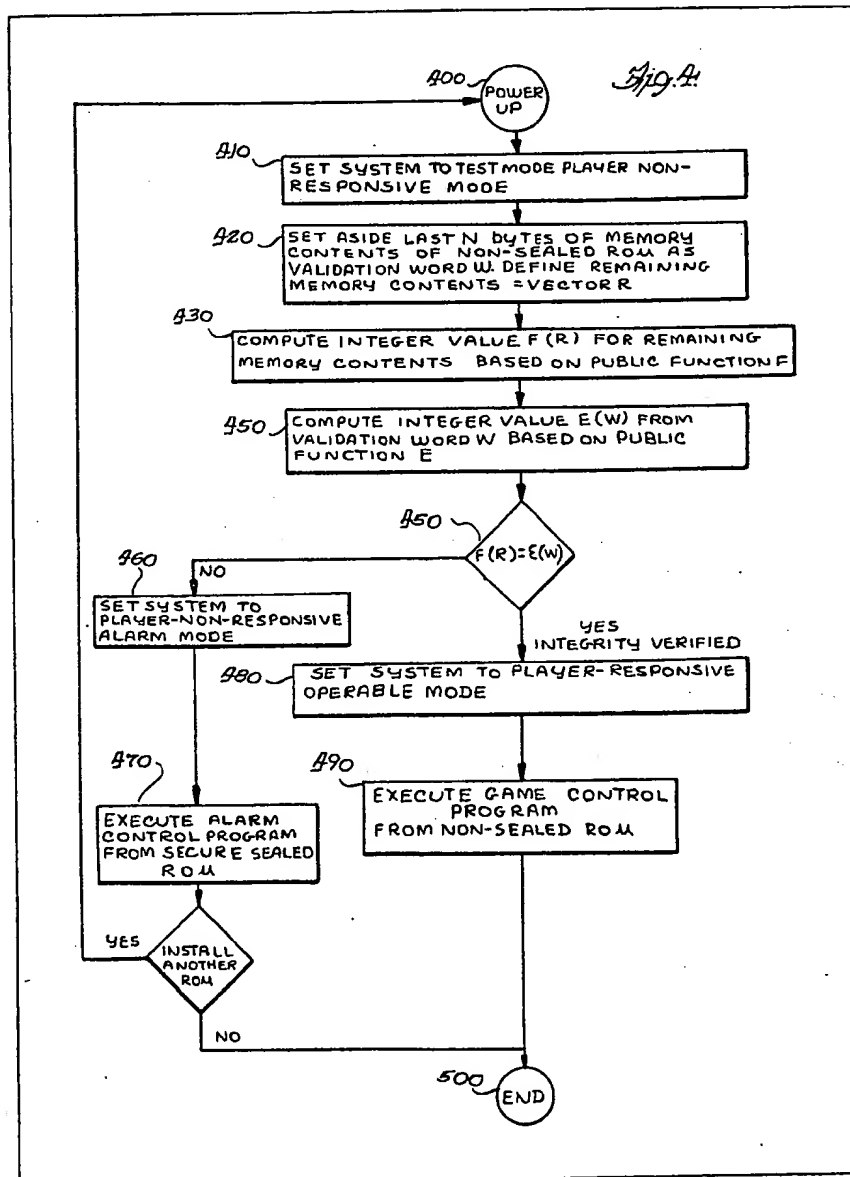 Fig. 4.
400
POWER
UP
410
SET SYSTEM TO TEST MODE PLAYER NON-
RESPONSIVE MODE
420
SET ASIDE LAST N BYTES OF MEMORY
CONTENTS OF NON-SEALED ROM AS
VALIDATION WORD W. DEFINE REMAINING
MEMORY CONTENTS = VECTOR R
430
COMPUTE INTEGER VALUE F(R) FOR REMAINING
MEMORY CONTENTS BASED ON PUBLIC FUNCTION F
450
COMPUTE INTEGER VALUE E(W) FROM
VALIDATION WORD W BASED ON PUBLIC
FUNCTION E
450
F(R)=E(W)
NO
460
SET SYSTEM TO
PLAYER-NON-RESPONSIVE
ALARM MODE
YES
INTEGRITY VERIFIED
480
SET SYSTEM TO PLAYER-RESPONSIVE
OPERABLE MODE
470
EXECUTE ALARM
CONTROL PROGRAM
FROM SECURE SEALED
ROM
490
EXECUTE GAME CONTROL
PROGRAM
FROM NON-SEALED ROM
YES
INSTALL
ANOTHER
ROM
NO
500
END